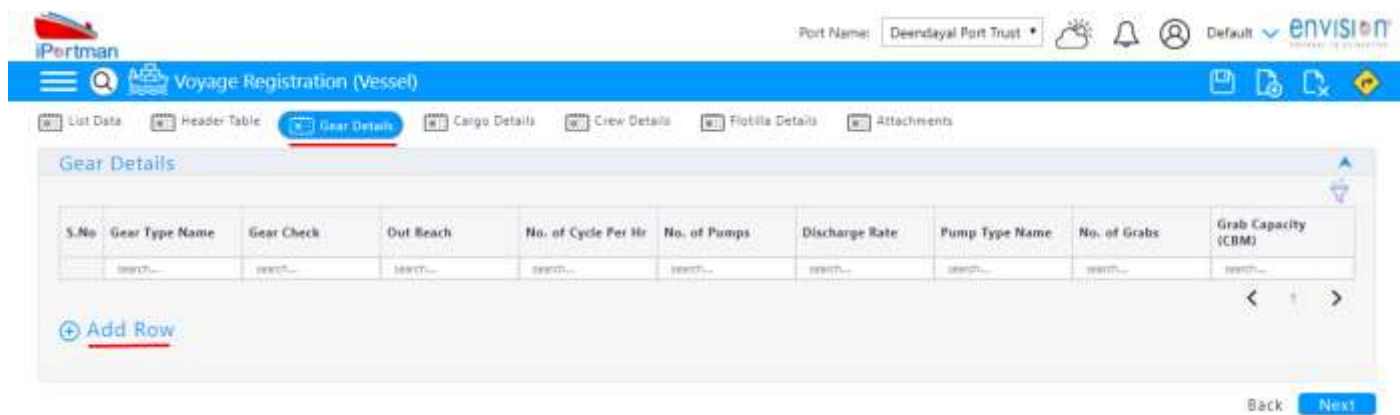 Port Name: Deendayal Port Trust Default envision
iPortman
Voyage Registration (Vessel)
List Data Header Table Gear Details Cargo Details Crew Details Flotilla Details Attachments
Gear Details
S.No Gear Type Name Gear Check Out Reach No. of Cycle Per Hr No. of Pumps Discharge Rate Pump Type Name No. of Grabs Grab Capacity (CBM)
search... search... search... search... search... search... search... search... search...
1
Add Row
Back Next